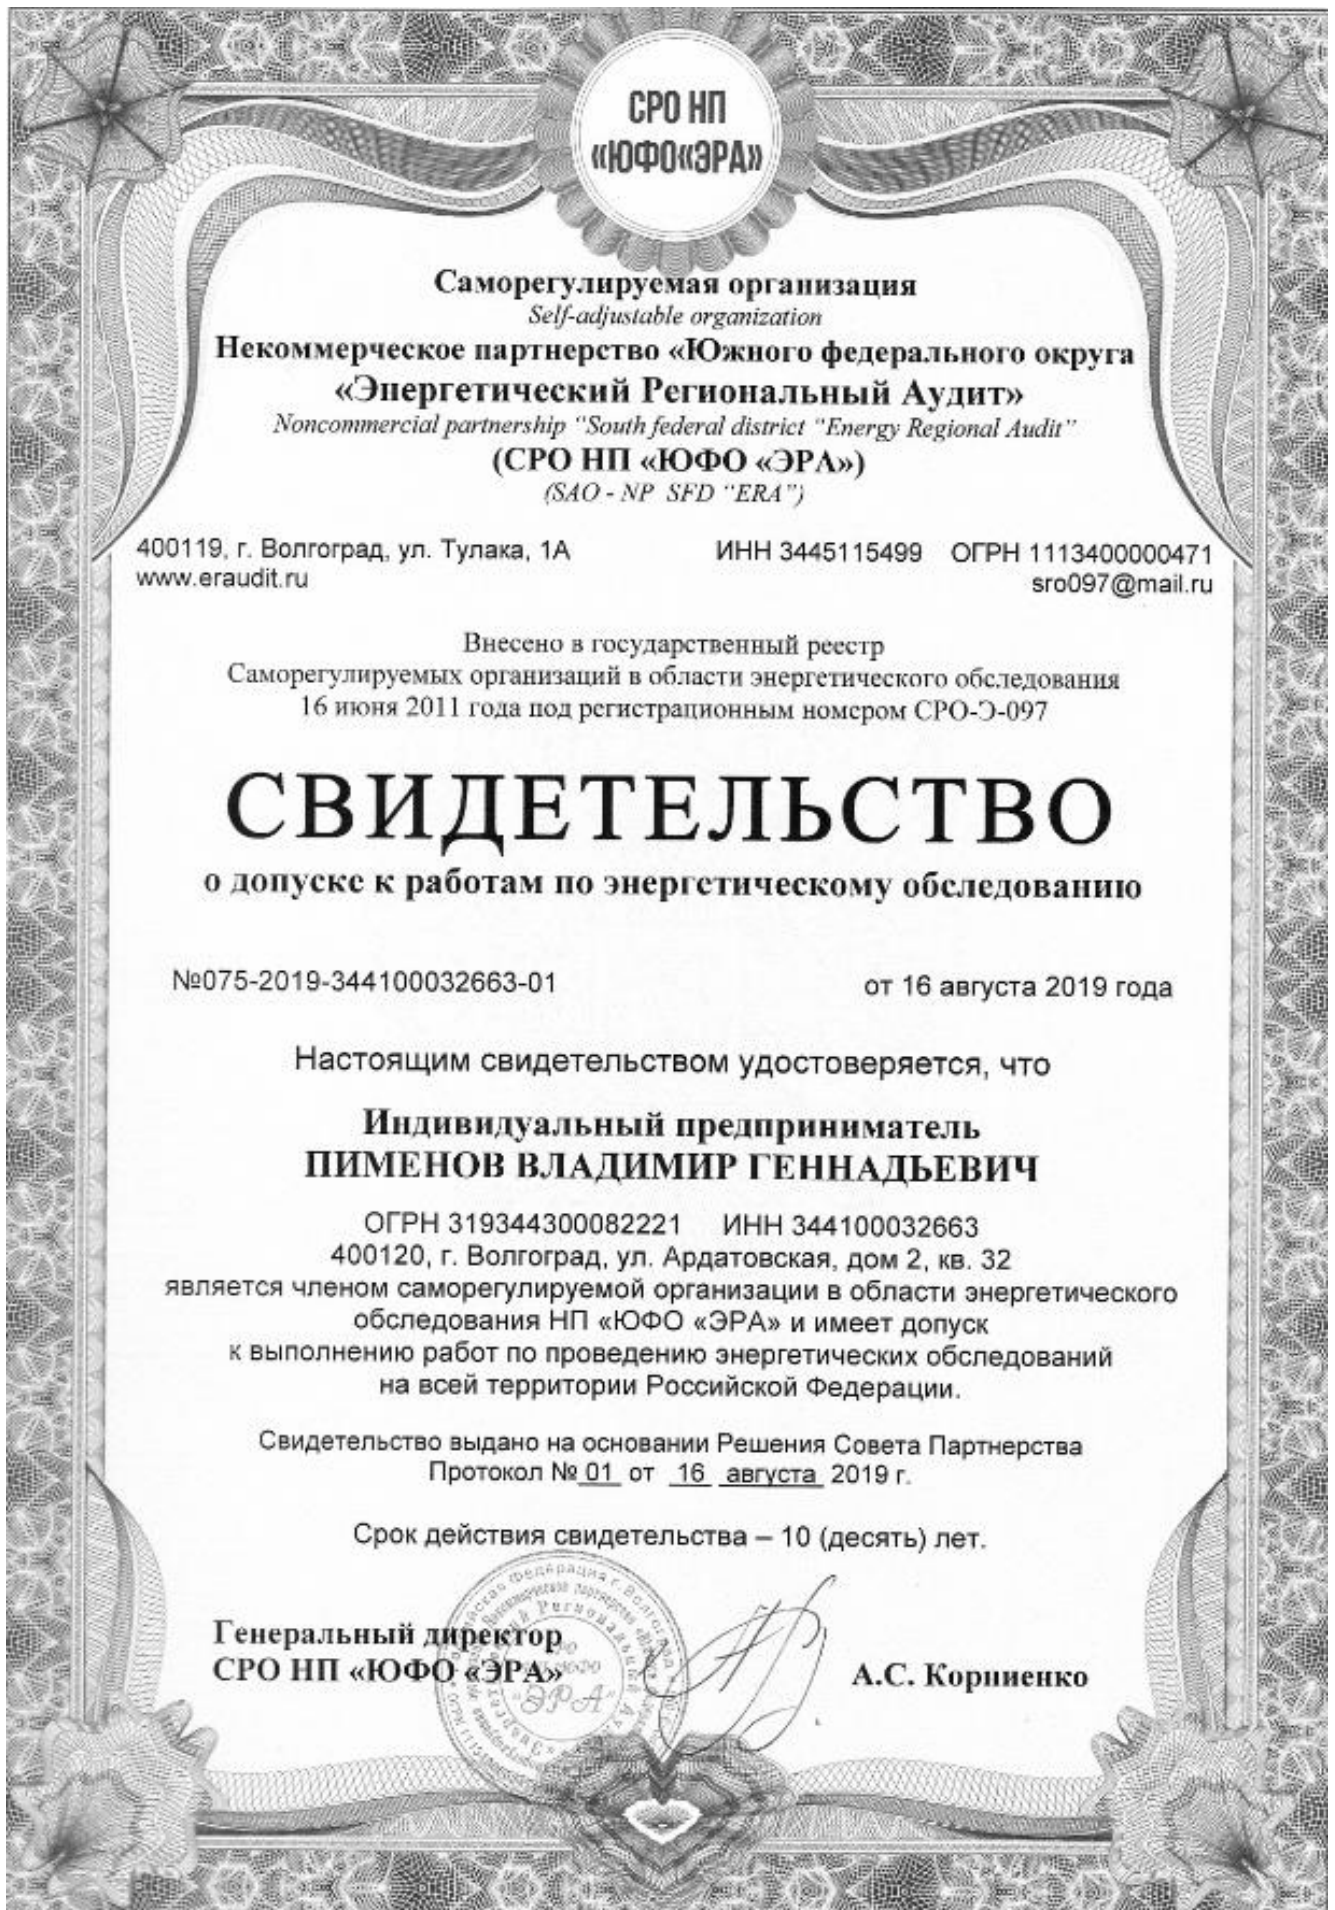 СРО НП
«ЮФО«ЭРА»
Саморегулируемая организация
Self-adjustable organization
Некоммерческое партнерство «Южного федерального округа
«Энергетический Региональный Аудит»
Noncommercial partnership “South federal district “Energy Regional Audit”
(СРО НП «ЮФО «ЭРА»)
(SAO - NP SFD “ERA”)
400119, г. Волгоград, ул. Тулака, 1А ИНН 3445115499 ОГРН 1113400000471
www.eraudit.ru sro097@mail.ru
Внесено в государственный реестр
Саморегулируемых организаций в области энергетического обследования
16 июня 2011 года под регистрационным номером СРО-Э-097
СВИДЕТЕЛЬСТВО
о допуске к работам по энергетическому обследованию
№075-2019-344100032663-01 от 16 августа 2019 года
Настоящим свидетельством удостоверяется, что
Индивидуальный предприниматель
ПИМЕНОВ ВЛАДИМИР ГЕННАДЬЕВИЧ
ОГРН 319344300082221 ИНН 344100032663
400120, г. Волгоград, ул. Ардатовская, дом 2, кв. 32
является членом саморегулируемой организации в области энергетического
обследования НП «ЮФО «ЭРА» и имеет допуск
к выполнению работ по проведению энергетических обследований
на всей территории Российской Федерации.
Свидетельство выдано на основании Решения Совета Партнерства
Протокол № 01 от 16 августа 2019 г.
Срок действия свидетельства – 10 (десять) лет.
Генеральный директор
СРО НП «ЮФО «ЭРА»
А.С. Корниенко
"ЭРА"